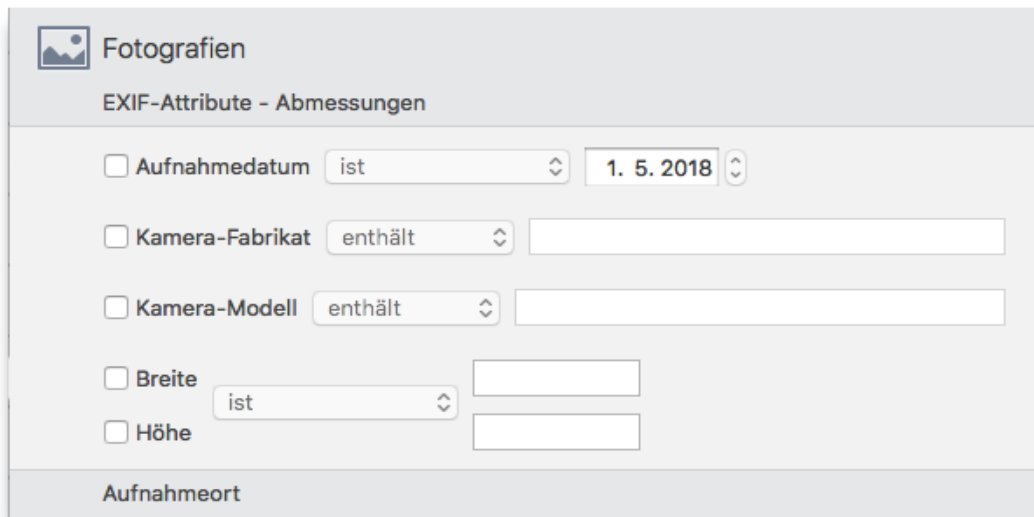 Fotografien
EXIF-Attribute - Abmessungen
Aufnahmedatum ist 1. 5. 2018
Kamera-Fabrikat enthält
Kamera-Modell enthält
Breite
ist
Höhe
Aufnahmeort